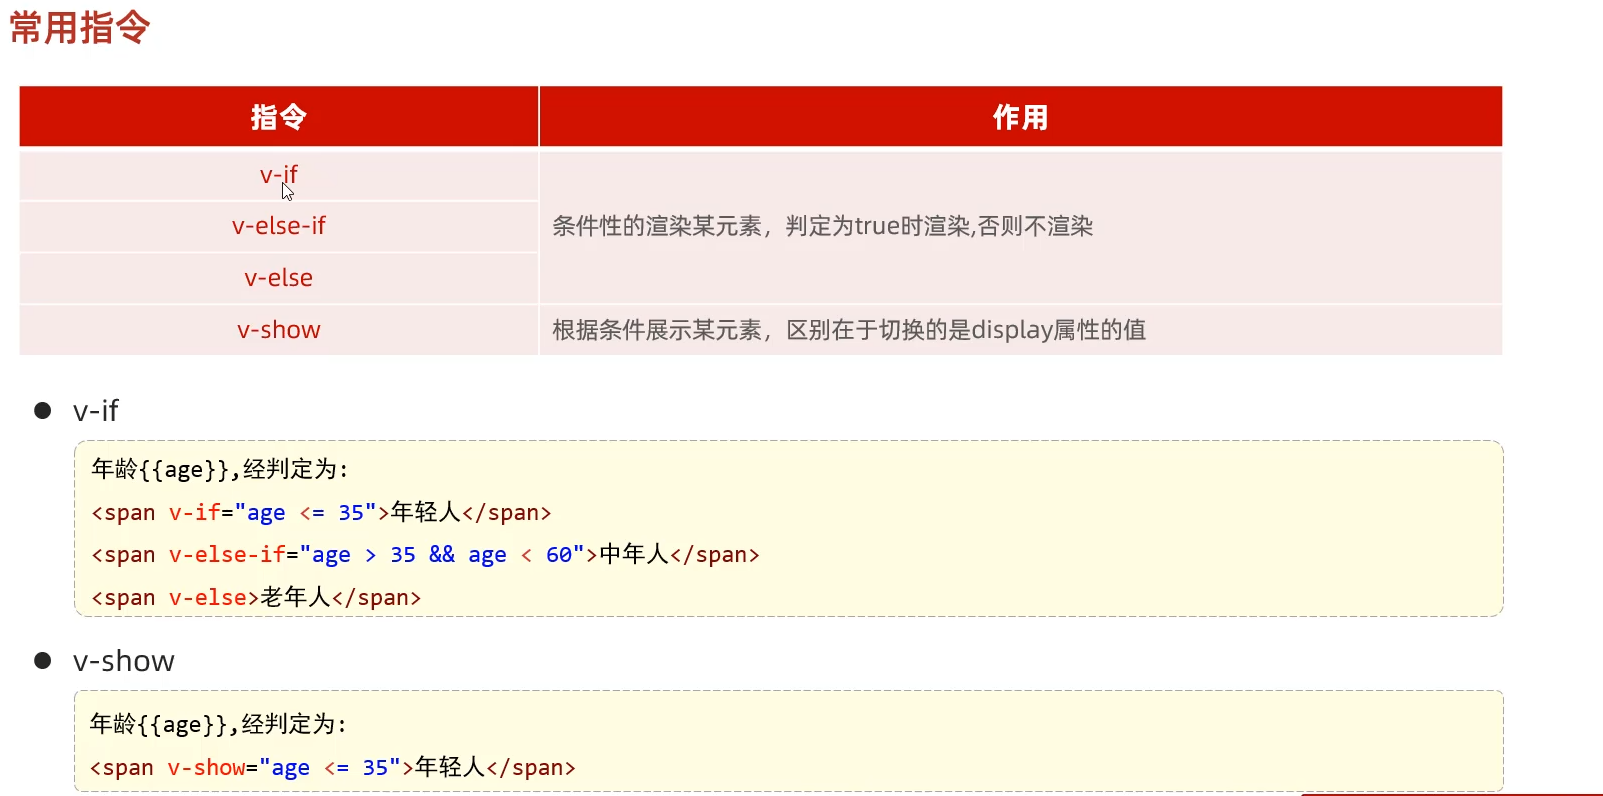 常用指令
指令 作用
v-if
v-else-if 条件性的渲染某元素，判定为true时渲染,否则不渲染
v-else
v-show 根据条件展示某元素，区别在于切换的是display属性的值
● v-if
年龄{{age}},经判定为:
<span v-if="age <= 35">年轻人</span>
<span v-else-if="age > 35 && age < 60">中年人</span>
<span v-else>老年人</span>
● v-show
年龄{{age}},经判定为:
<span v-show="age <= 35">年轻人</span>